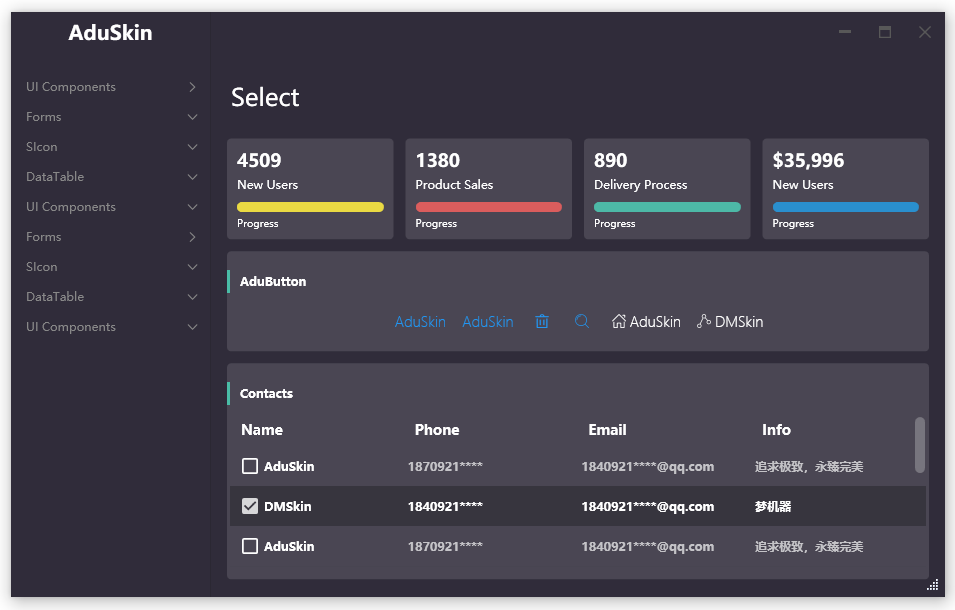 AduSkin
UI Components
Forms
SIcon
DataTable
UI Components
Forms
SIcon
DataTable
UI Components
Select
4509
New Users
Progress
1380
Product Sales
Progress
890
Delivery Process
Progress
$35,996
New Users
Progress
AduButton
AduSkin AduSkin AduSkin DMSkin
Contacts
Name Phone Email Info
AduSkin 1870921**** 1840921****@qq.com 追求极致，永臻完美
DMSkin 1840921**** 1840921****@qq.com 梦机器
AduSkin 1870921**** 1840921****@qq.com 追求极致，永臻完美